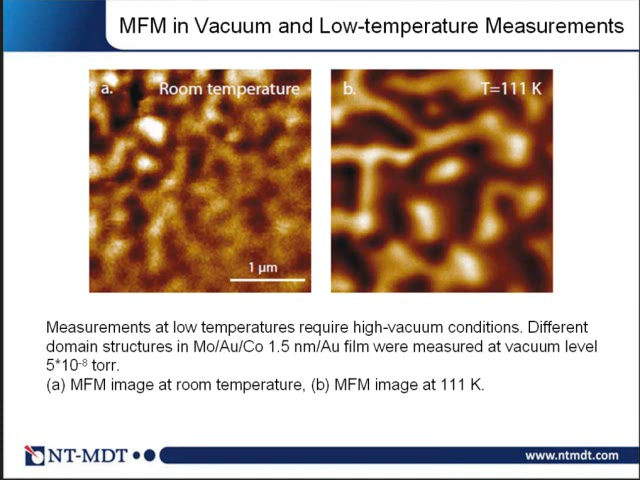 MFM in Vacuum and Low-temperature Measurements
a. Room temperature
b. T=111 K
1 µm
Measurements at low temperatures require high-vacuum conditions. Different
domain structures in Mo/Au/Co 1.5 nm/Au film were measured at vacuum level
5*10⁻⁸ torr.
(a) MFM image at room temperature, (b) MFM image at 111 K.
NT-MDT
www.ntmdt.com